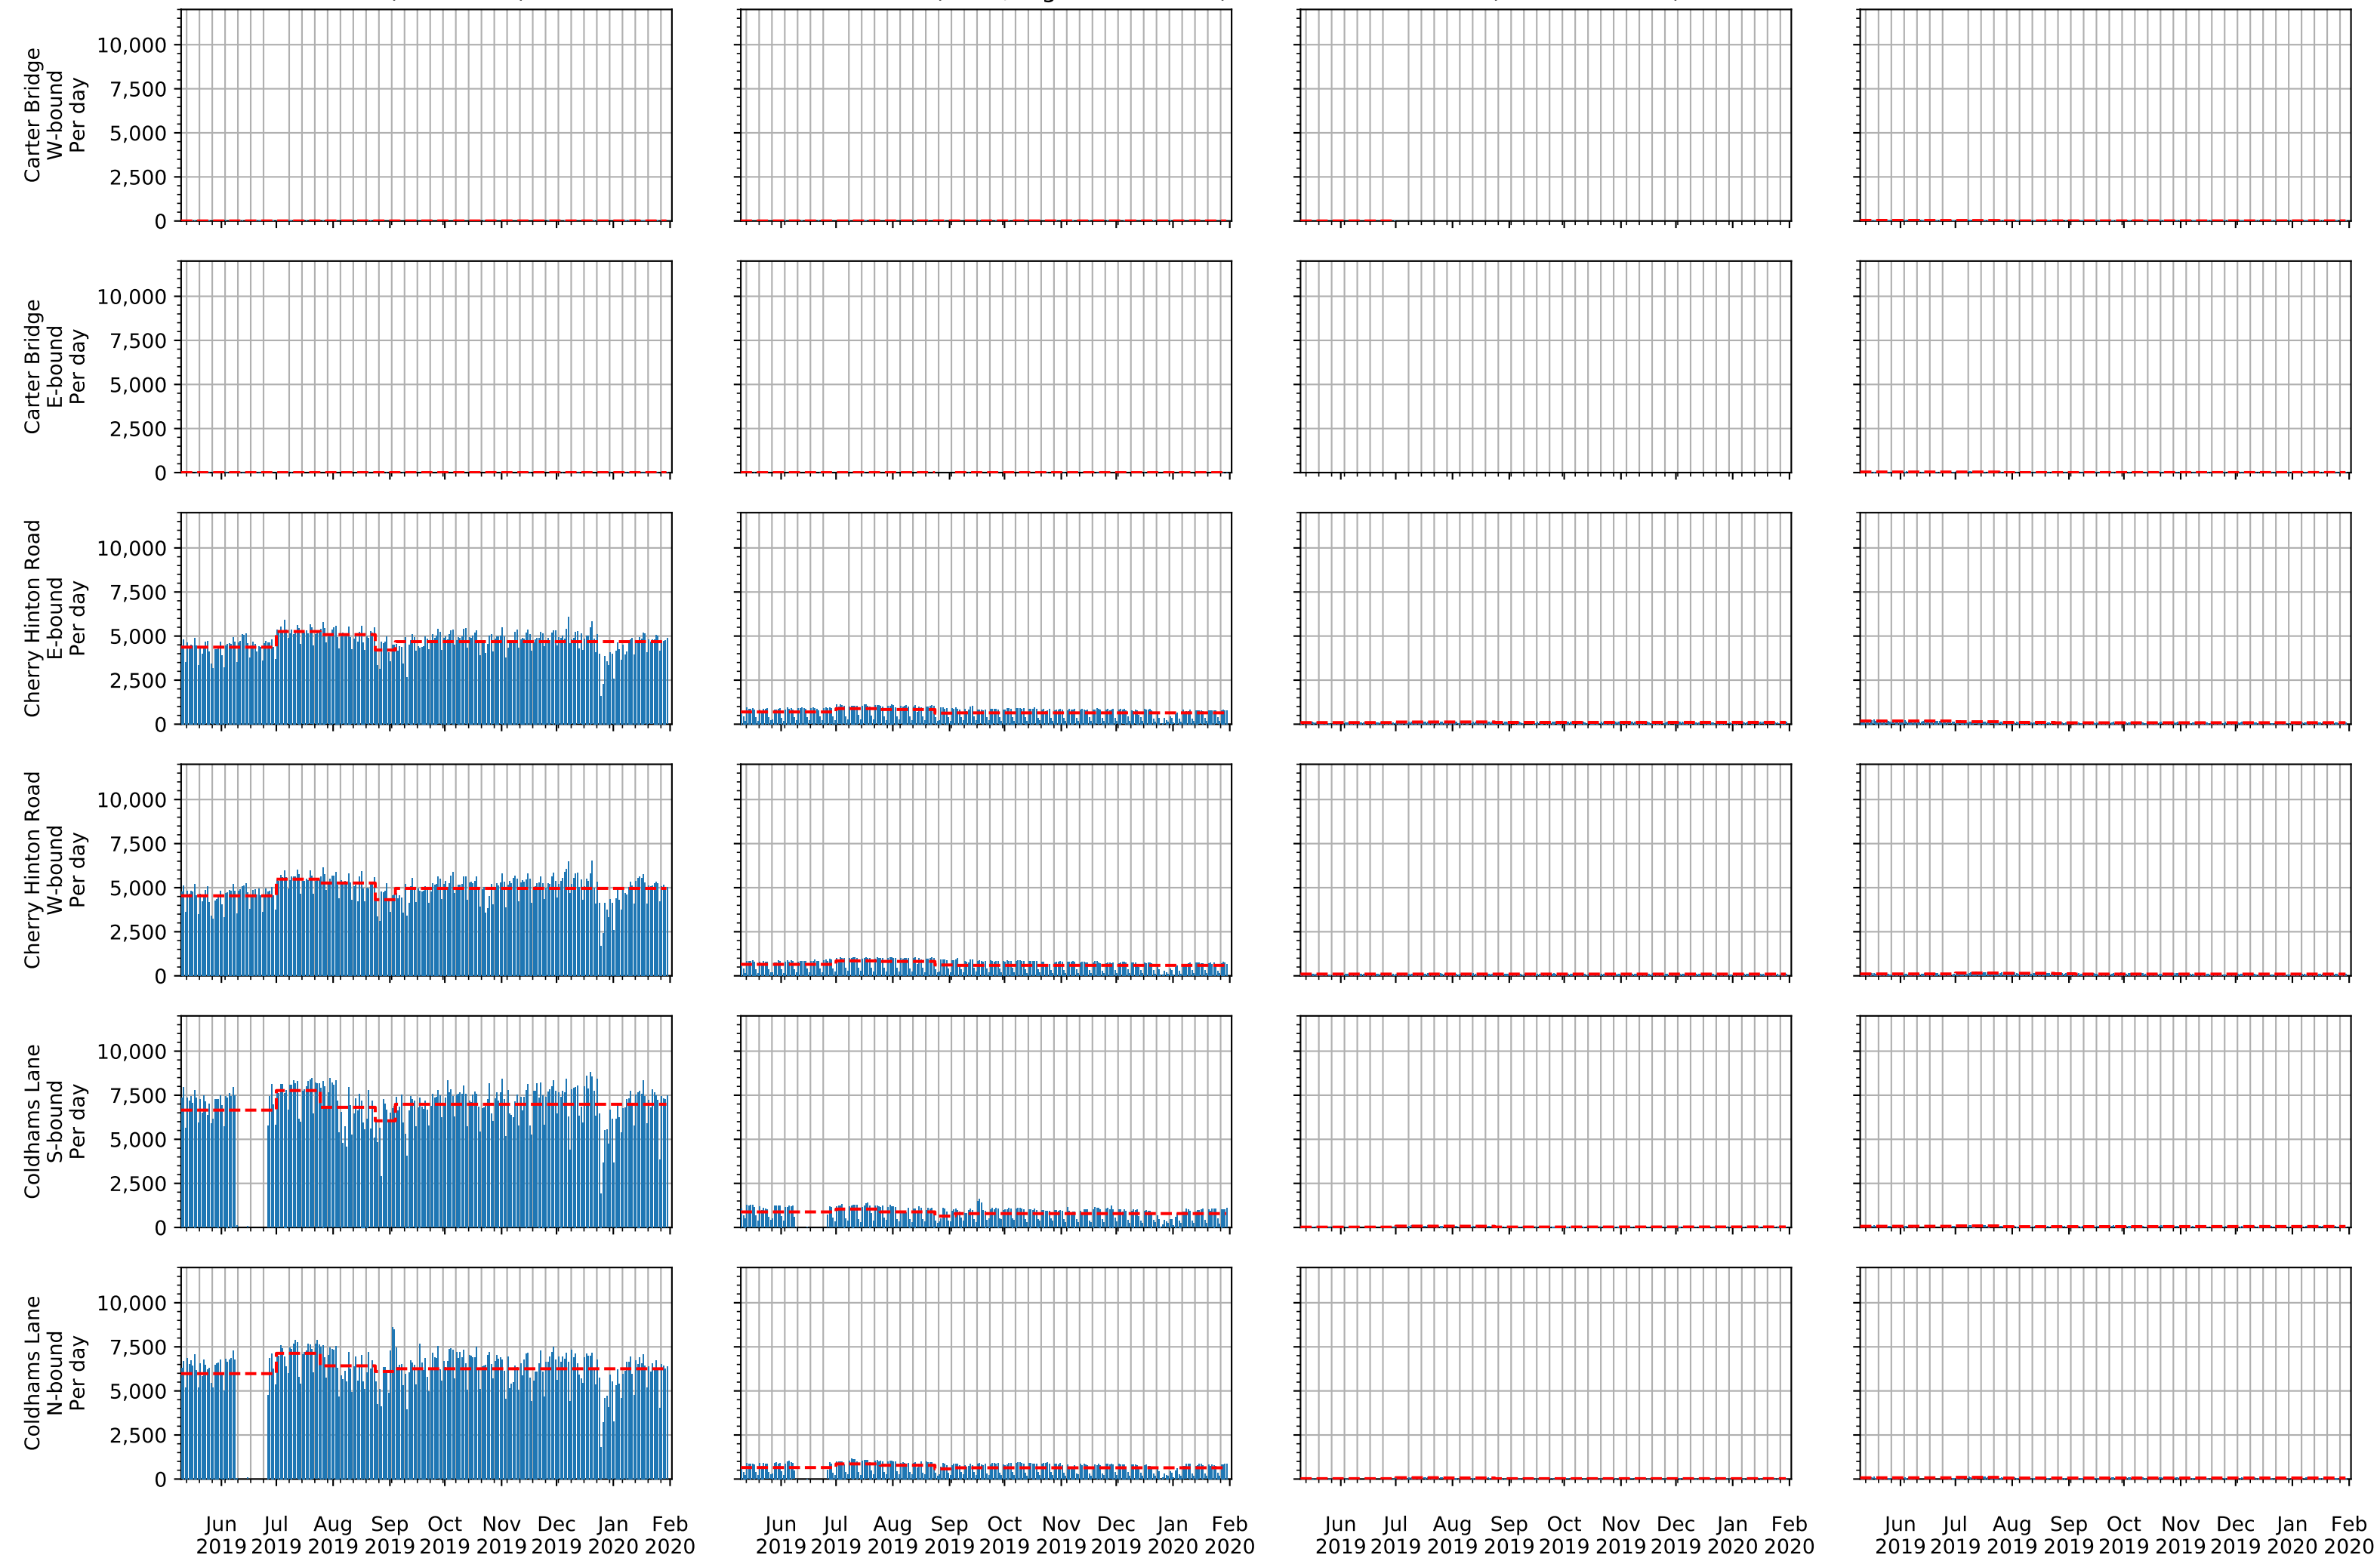 Carter Bridge
W-bound
Per day
10,000
7,500
5,000
2,500
0
Carter Bridge
E-bound
Per day
10,000
7,500
5,000
2,500
0
Cherry Hinton Road
E-bound
Per day
10,000
7,500
5,000
2,500
0
Cherry Hinton Road
W-bound
Per day
10,000
7,500
5,000
2,500
0
Coldhams Lane
S-bound
Per day
10,000
7,500
5,000
2,500
0
Coldhams Lane
N-bound
Per day
10,000
7,500
5,000
2,500
0
Jun Jul Aug Sep Oct Nov Dec Jan Feb
2019 2019 2019 2019 2019 2019 2019 2020 2020
Jun Jul Aug Sep Oct Nov Dec Jan Feb
2019 2019 2019 2019 2019 2019 2019 2020 2020
Jun Jul Aug Sep Oct Nov Dec Jan Feb
2019 2019 2019 2019 2019 2019 2019 2020 2020
Jun Jul Aug Sep Oct Nov Dec Jan Feb
2019 2019 2019 2019 2019 2019 2019 2020 2020